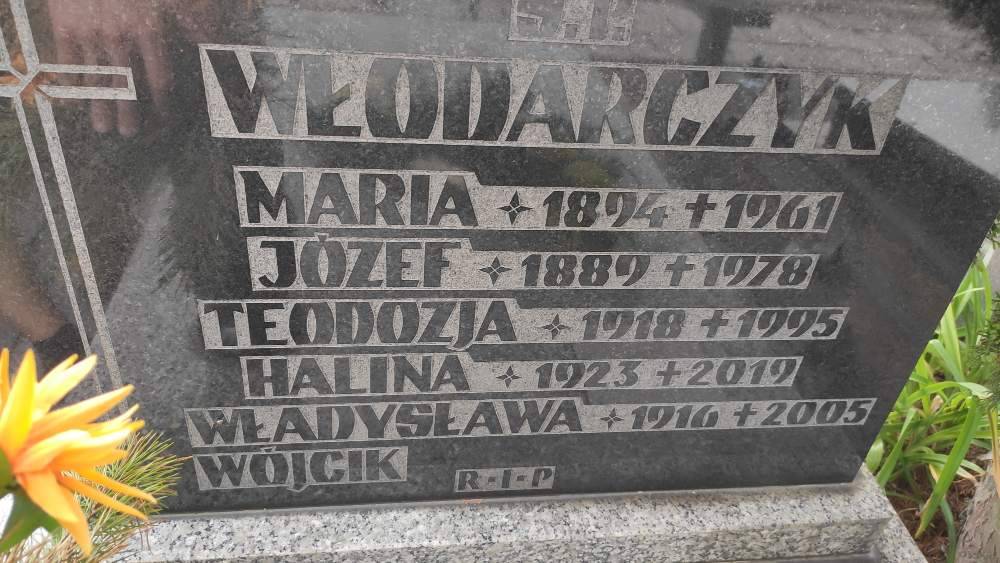 WŁODARCZYK
MARIA 1894 † 1961
JÓZEF 1889 † 1978
TEODOZJA 1918 † 1995
HALINA 1923 † 2019
WŁADYSŁAWA 1916 † 2005
WÓJCIK
R-I-P